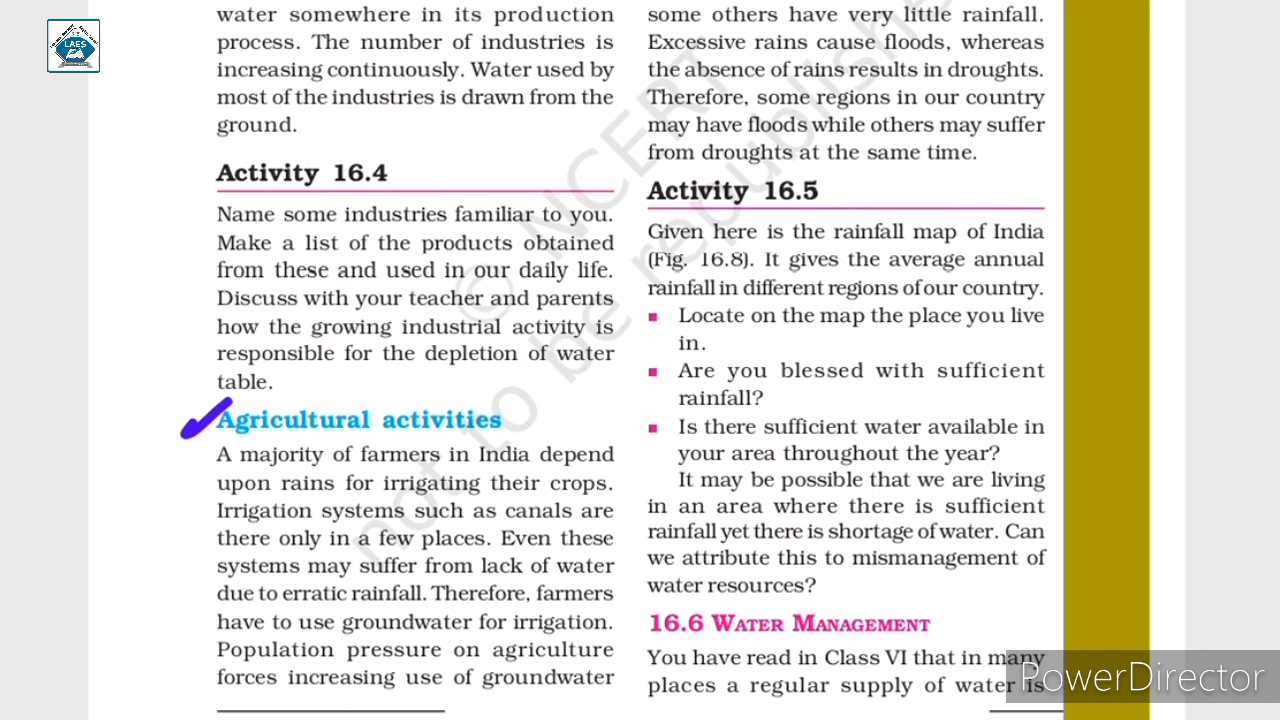 LAES
water somewhere in its production
process. The number of industries is
increasing continuously. Water used by
most of the industries is drawn from the
ground.
Activity 16.4
Name some industries familiar to you.
Make a list of the products obtained
from these and used in our daily life.
Discuss with your teacher and parents
how the growing industrial activity is
responsible for the depletion of water
table.
Agricultural activities
A majority of farmers in India depend
upon rains for irrigating their crops.
Irrigation systems such as canals are
there only in a few places. Even these
systems may suffer from lack of water
due to erratic rainfall. Therefore, farmers
have to use groundwater for irrigation.
Population pressure on agriculture
forces increasing use of groundwater
some others have very little rainfall.
Excessive rains cause floods, whereas
the absence of rains results in droughts.
Therefore, some regions in our country
may have floods while others may suffer
from droughts at the same time.
Activity 16.5
Given here is the rainfall map of India
(Fig. 16.8). It gives the average annual
rainfall in different regions of our country.
Locate on the map the place you live
in.
Are you blessed with sufficient
rainfall?
Is there sufficient water available in
your area throughout the year?
It may be possible that we are living
in an area where there is sufficient
rainfall yet there is shortage of water. Can
we attribute this to mismanagement of
water resources?
16.6 WATER MANAGEMENT
You have read in Class VI that in many
places a regular supply of water is
© NCERT
not to be republished
PowerDirector